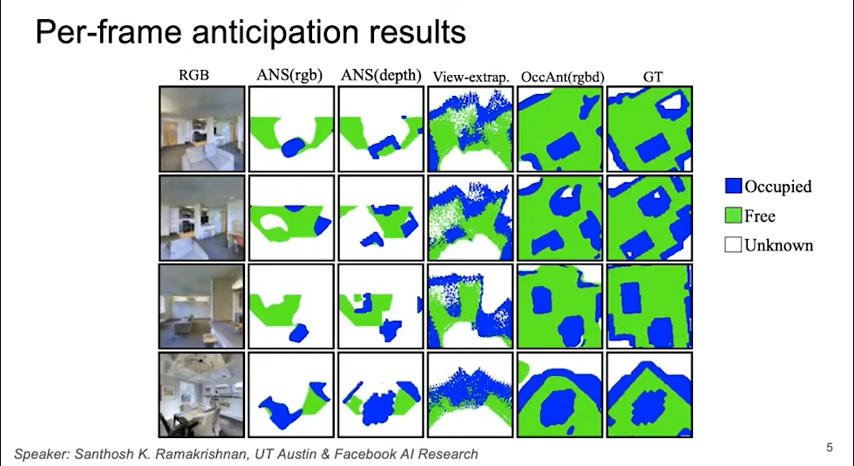 Per-frame anticipation results
RGB ANS(rgb) ANS(depth) View-extrap. OccAnt(rgbd) GT
Occupied
Free
Unknown
Speaker: Santhosh K. Ramakrishnan, UT Austin & Facebook AI Research
5